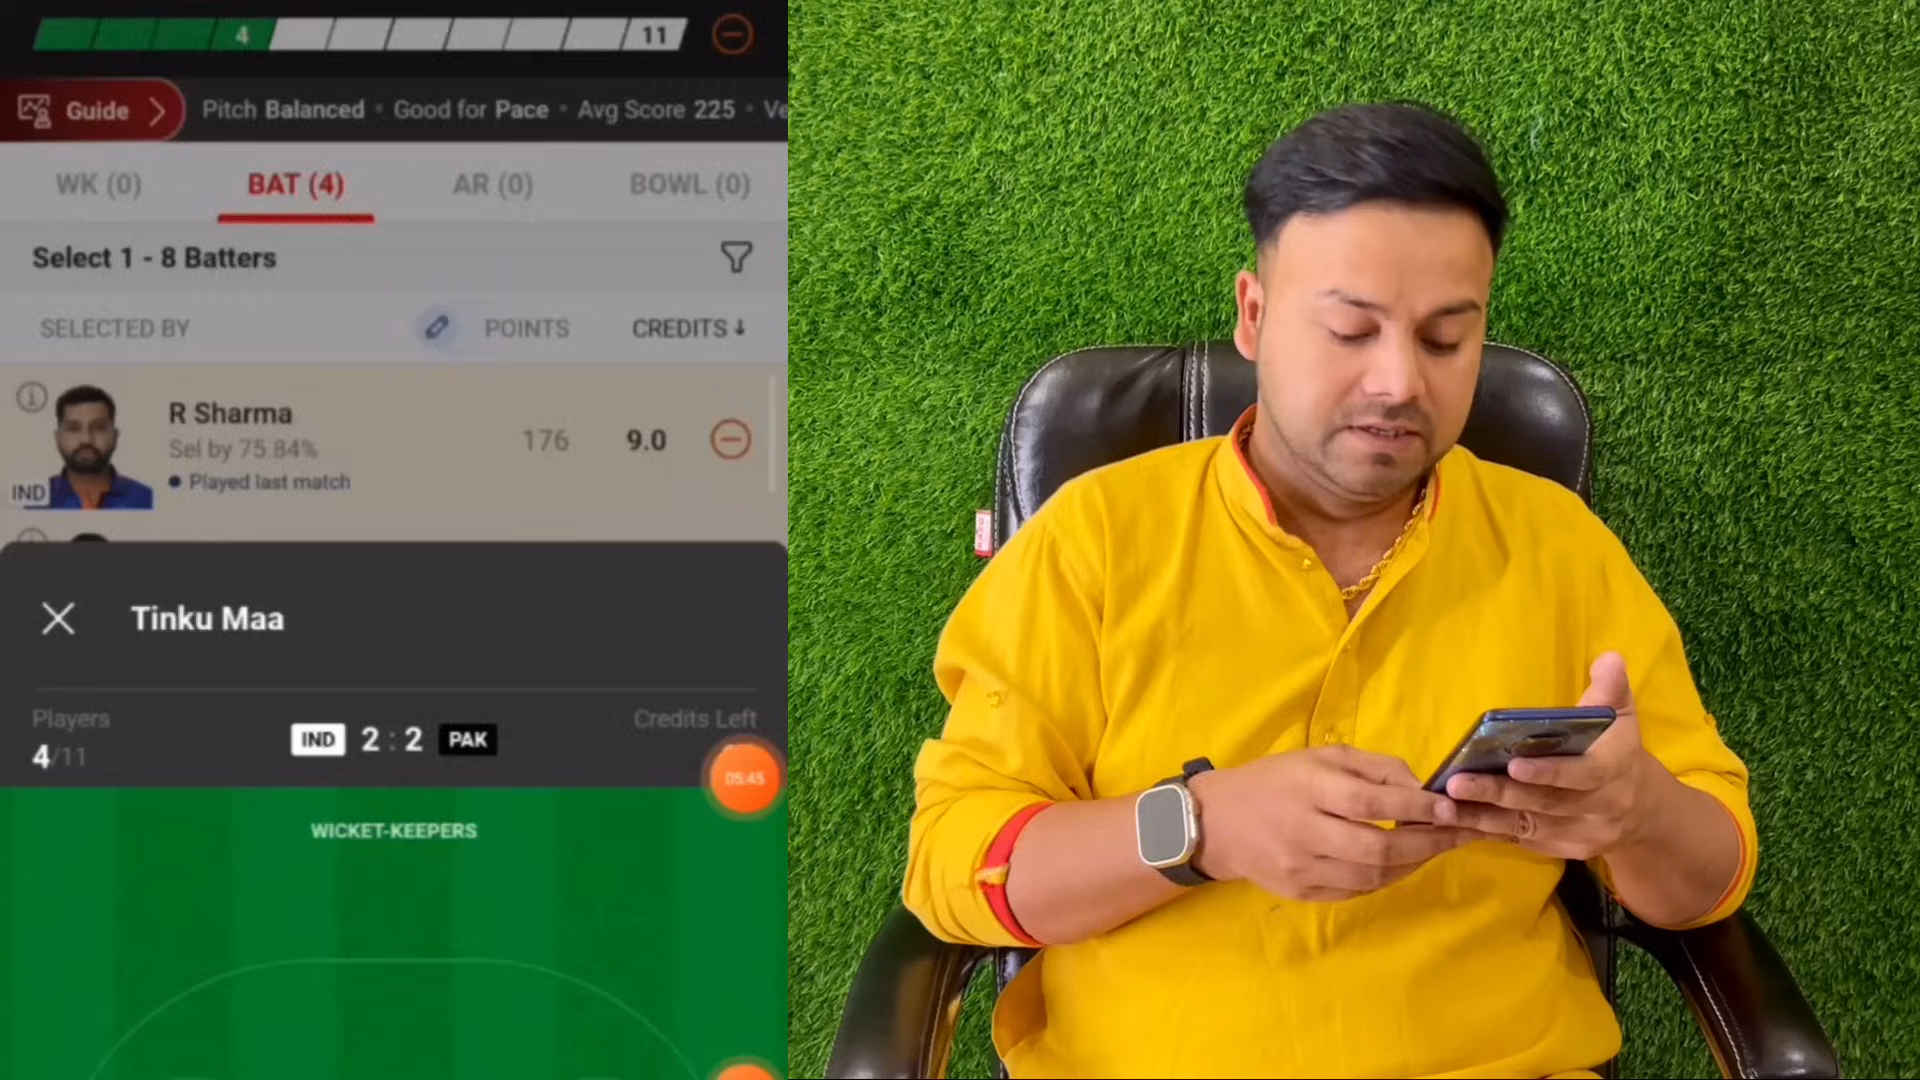 4 11
Guide Pitch Balanced • Good for Pace • Avg Score 225 • Ve
WK (0) BAT (4) AR (0) BOWL (0)
Select 1 - 8 Batters
SELECTED BY POINTS CREDITS ↓
R Sharma
Sel by 75.84% 176 9.0
IND • Played last match
Tinku Maa
Players Credits Left
4/11 IND 2 : 2 PAK
05:45
WICKET-KEEPERS